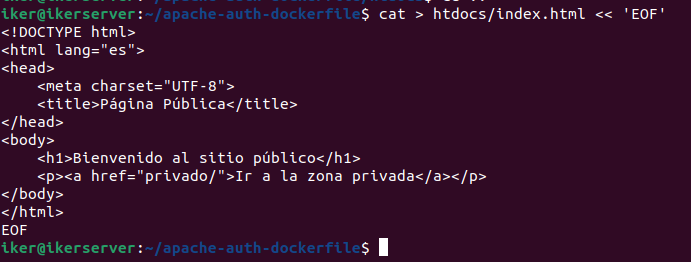 iker@ikerserver:~/apache-auth-dockerfile$ cat > htdocs/index.html << 'EOF'
<!DOCTYPE html>
<html lang="es">
<head>
    <meta charset="UTF-8">
    <title>Página Pública</title>
</head>
<body>
    <h1>Bienvenido al sitio público</h1>
    <p><a href="privado/">Ir a la zona privada</a></p>
</body>
</html>
EOF
iker@ikerserver:~/apache-auth-dockerfile$